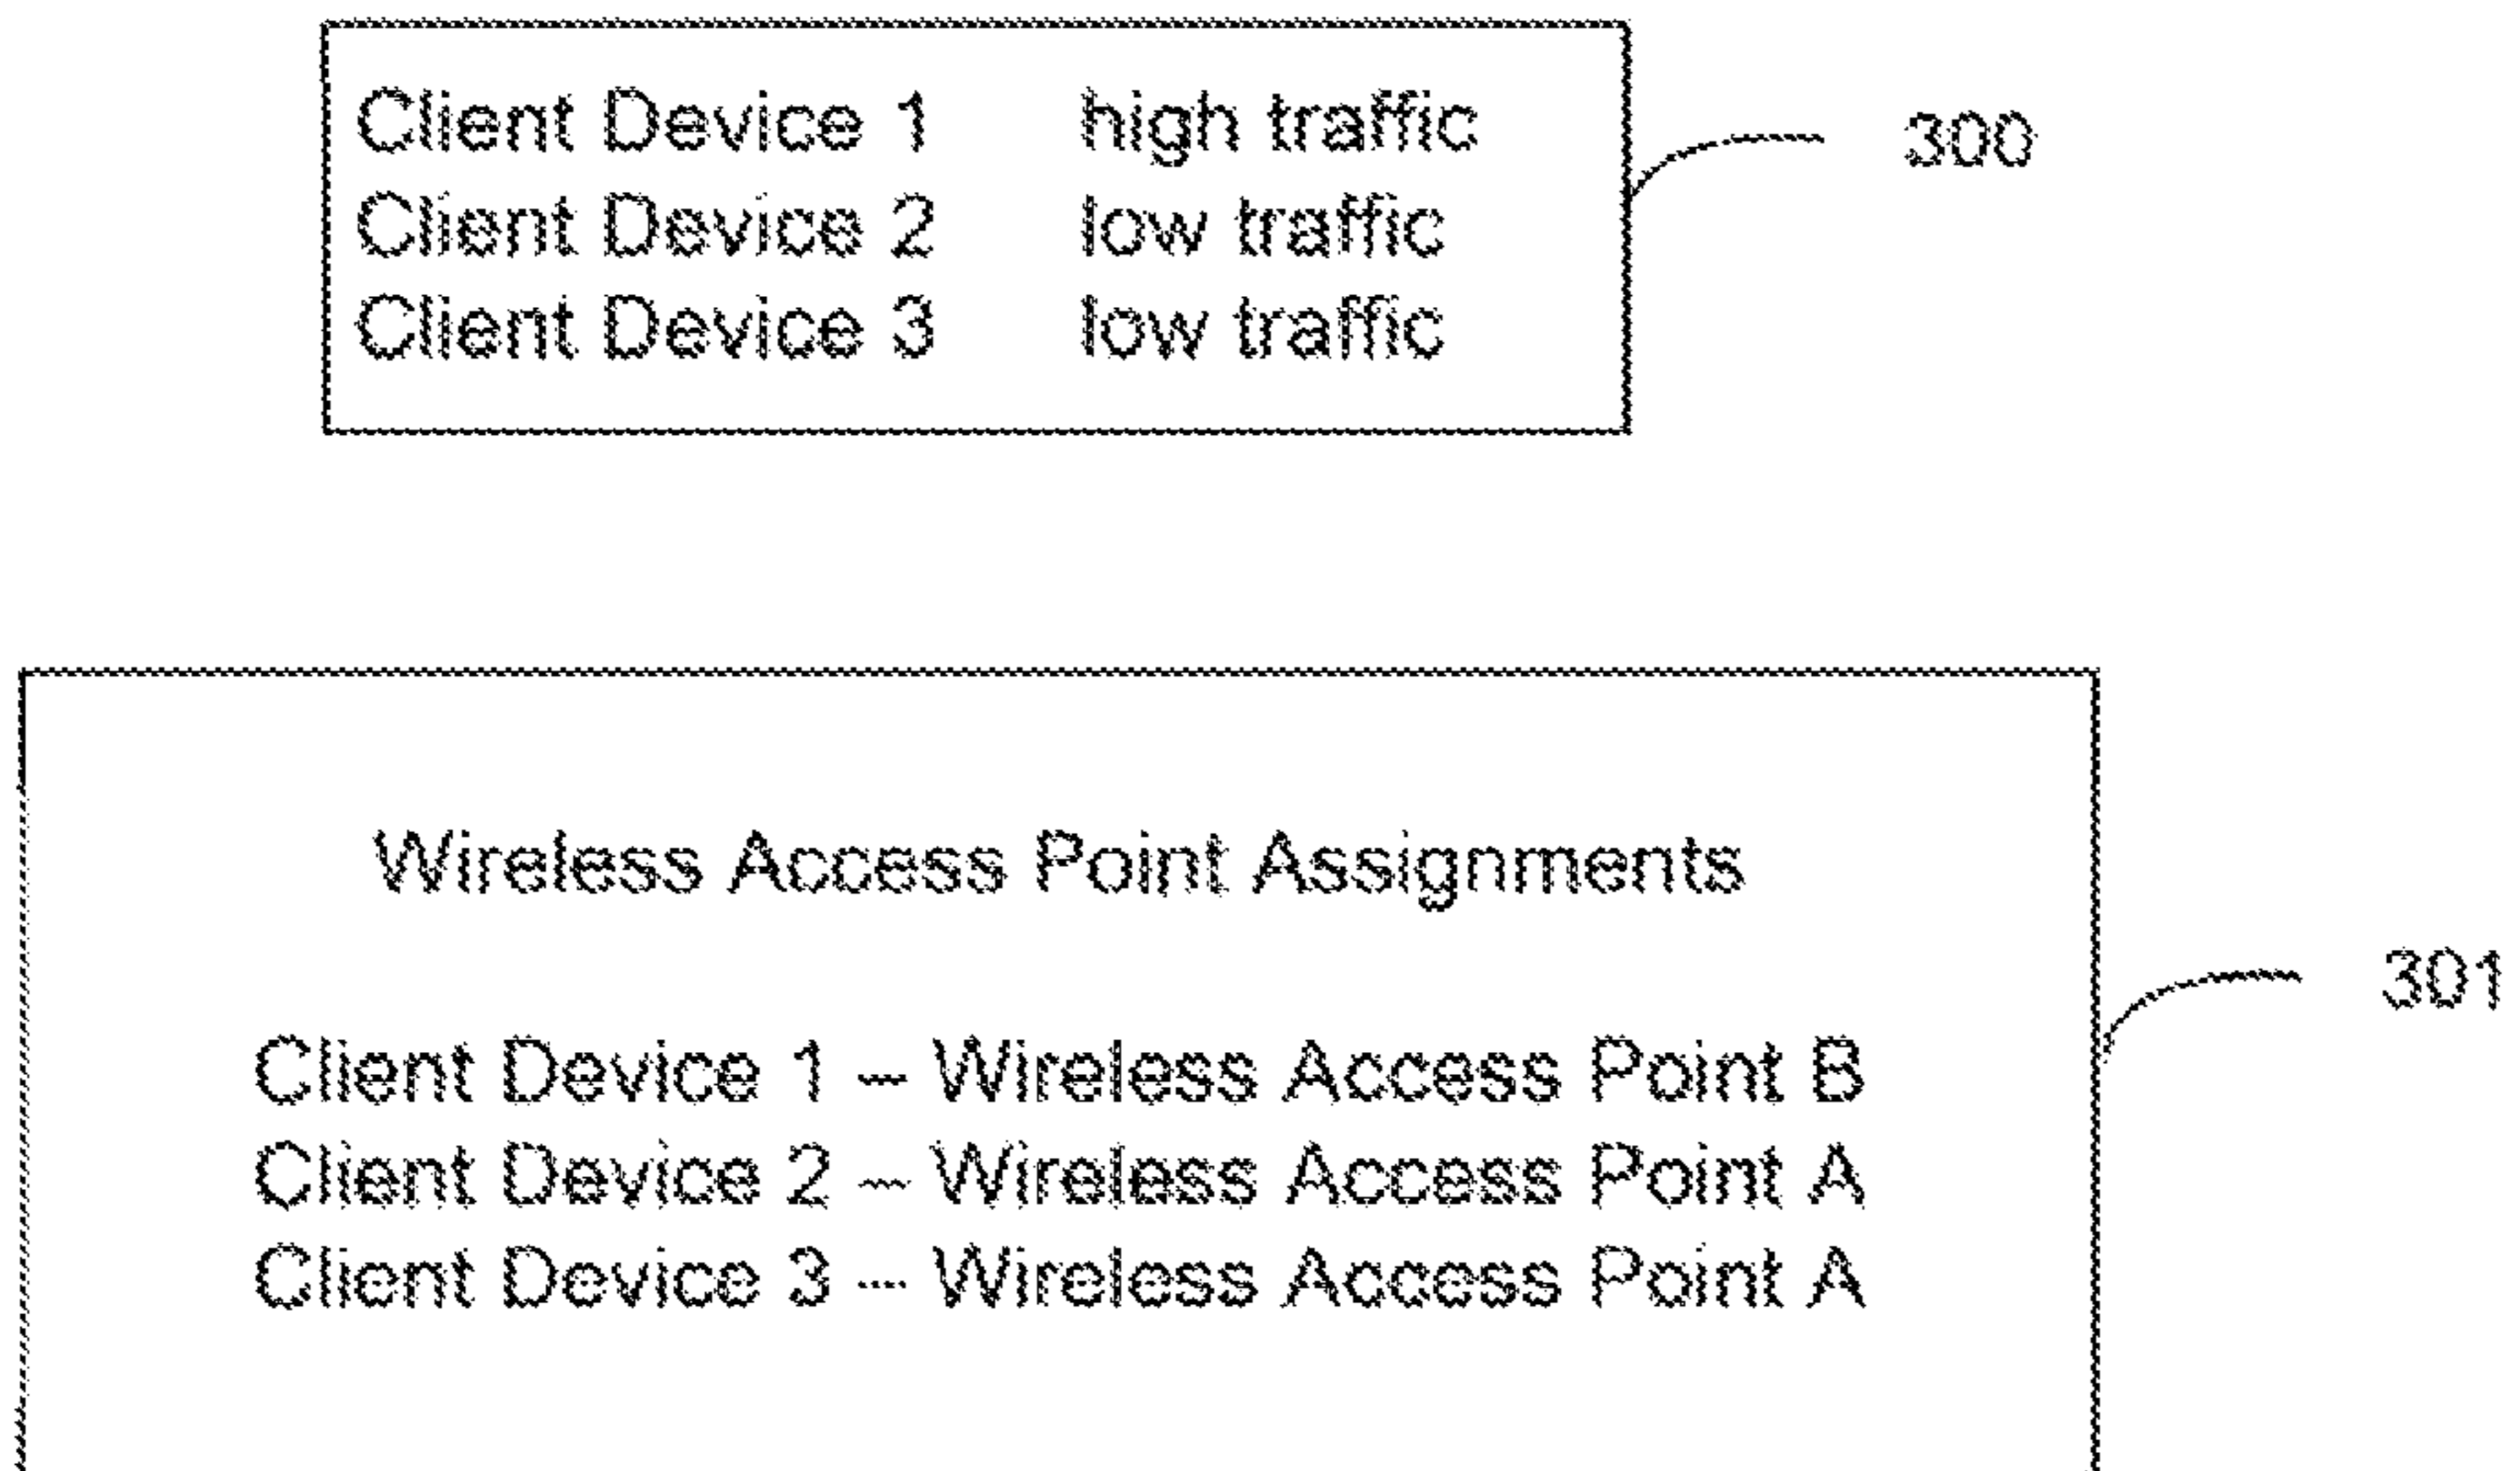 Client Device 1 high traffic
300
Client Device 2 low traffic
Client Device 3 low traffic
Wireless Access Point Assignments
301
Client Device 1 – Wireless Access Point B
Client Device 2 – Wireless Access Point A
Client Device 3 – Wireless Access Point A